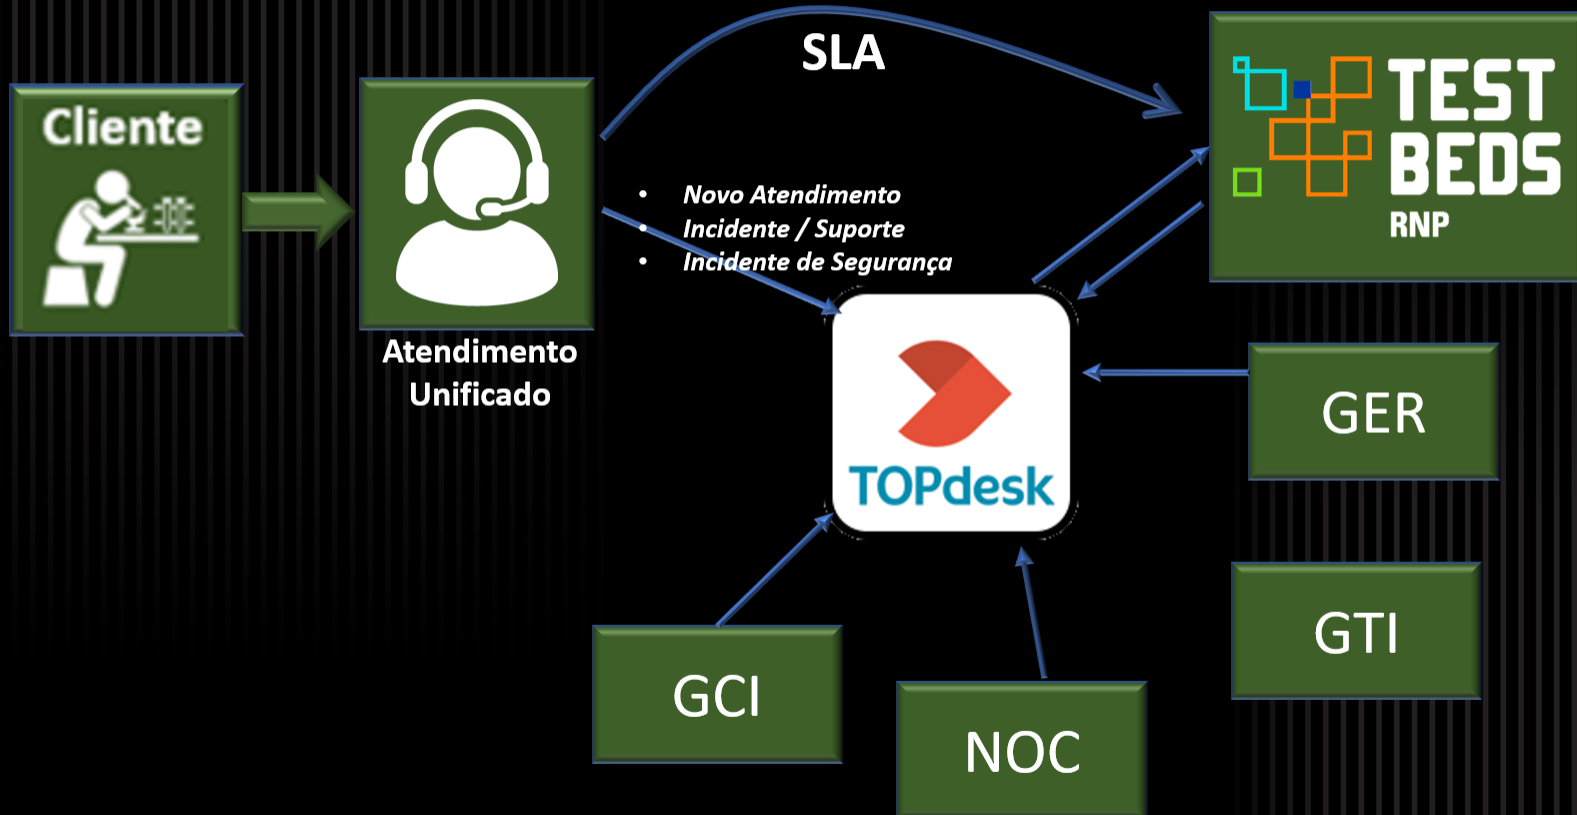 SLA
Cliente
TEST
BEDS
RNP
• Novo Atendimento
• Incidente / Suporte
• Incidente de Segurança
Atendimento
Unificado
TOPdesk
GER
GTI
GCI
NOC